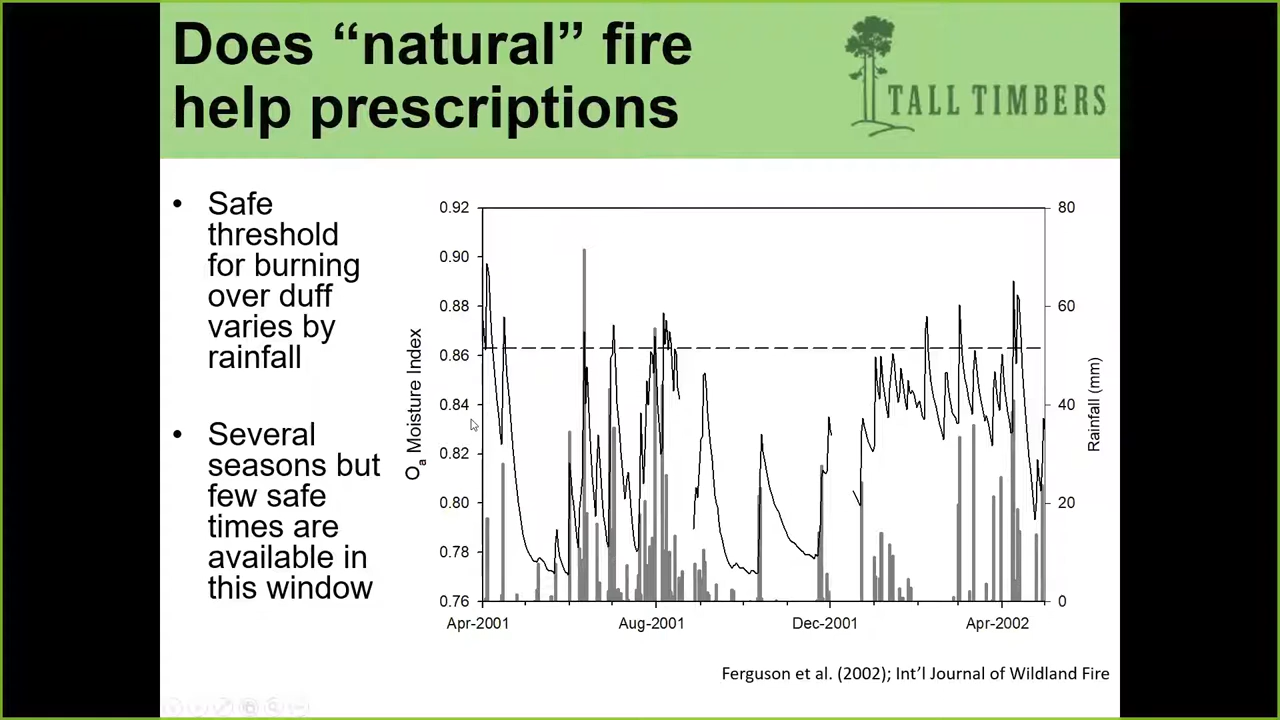 Does “natural” fire
help prescriptions
TALL TIMBERS
• Safe
threshold
for burning
over duff
varies by
rainfall
• Several
seasons but
few safe
times are
available in
this window
Oa Moisture Index
0.92
0.90
0.88
0.86
0.84
0.82
0.80
0.78
0.76
80
60
40
20
0
Rainfall (mm)
Apr-2001 Aug-2001 Dec-2001 Apr-2002
Ferguson et al. (2002); Int’l Journal of Wildland Fire